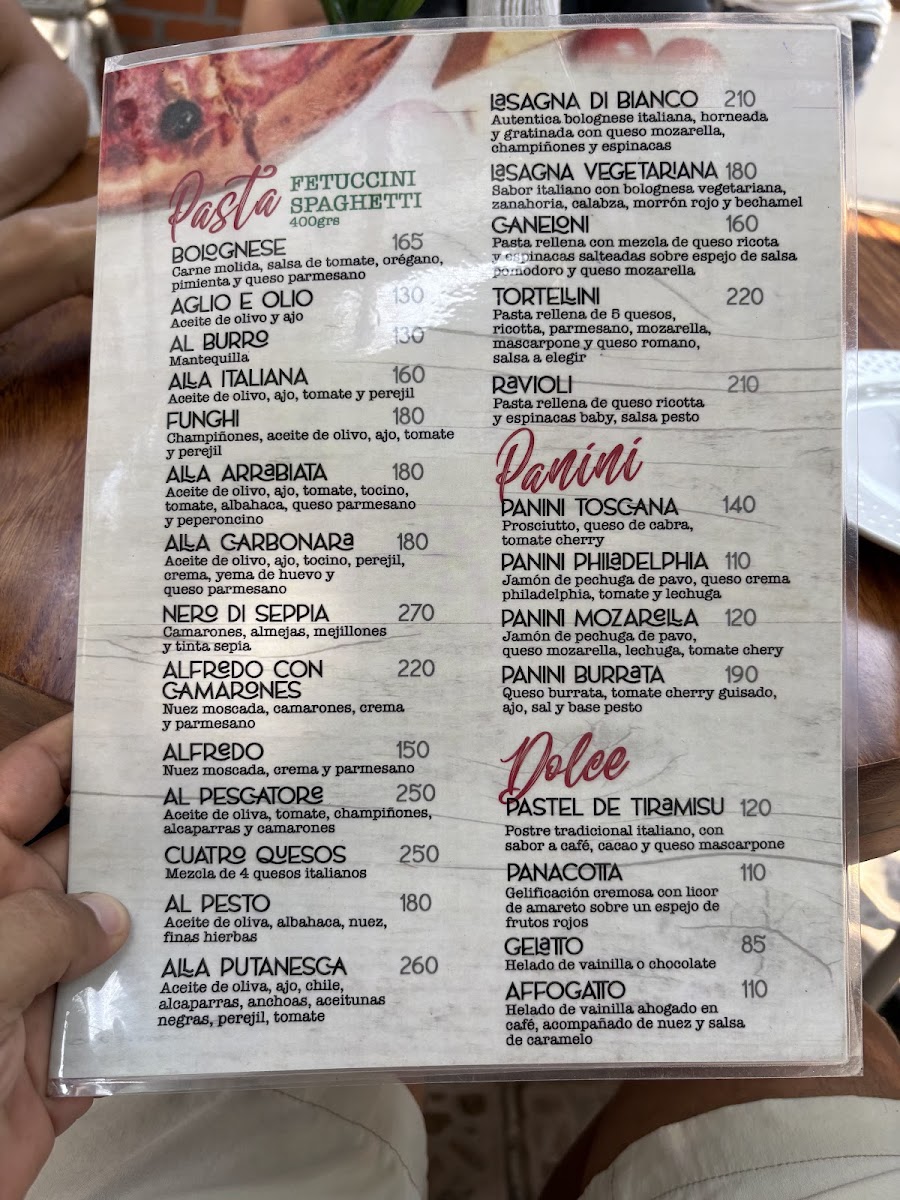 Pasta
FETUCCINI
SPAGHETTI
400grs
BOLOGNESE 165
Carne molida, salsa de tomate, orégano,
pimienta y queso parmesano
AGLIO E OLIO 130
Aceite de olivo y ajo
AL BURRO 130
Mantequilla
ALLA ITALIANA 160
Aceite de olivo, ajo, tomate y perejil
FUNGHI 180
Champiñones, aceite de olivo, ajo, tomate
y perejil
ALLA ARRaBIATA 180
Aceite de olivo, ajo, tomate, tocino,
tomate, albahaca, queso parmesano
y peperoncino
ALLA CARBONARa 180
Aceite de olivo, ajo, tocino, perejil,
crema, yema de huevo y
queso parmesano
NERO DI SEPPIA 270
Camarones, almejas, mejillones
y tinta sepia
ALFReDO CON 220
CAMARONES
Nuez moscada, camarones, crema
y parmesano
ALFReDO 150
Nuez moscada, crema y parmesano
AL PESCATORe 250
Aceite de oliva, tomate, champiñones,
alcaparras y camarones
CUATRO QUESOS 250
Mezcla de 4 quesos italianos
AL PESTO 180
Aceite de oliva, albahaca, nuez,
finas hierbas
ALLA PUTANESCA 260
Aceite de oliva, ajo, chile,
alcaparras, anchoas, aceitunas
negras, perejil, tomate
LaSAGNA DI BIANCO 210
Autentica bolognese italiana, horneada
y gratinada con queso mozarella,
champiñones y espinacas
LaSAGNA VEGETARIANA 180
Sabor italiano con bolognesa vegetariana,
zanahoria, calabza, morrón rojo y bechamel
CANELONI 160
Pasta rellena con mezcla de queso ricota
y espinacas salteadas sobre espejo de salsa
pomodoro y queso mozarella
TORTELLINI 220
Pasta rellena de 5 quesos,
ricotta, parmesano, mozarella,
mascarpone y queso romano,
salsa a elegir
RaVIOLI 210
Pasta rellena de queso ricotta
y espinacas baby, salsa pesto
Panini
PANINI TOSCANA 140
Prosciutto, queso de cabra,
tomate cherry
PANINI PHILaDELPHIA 110
Jamón de pechuga de pavo, queso crema
philadelphia, tomate y lechuga
PANINI MOZAReLLA 120
Jamón de pechuga de pavo,
queso mozarella, lechuga, tomate chery
PANINI BURRaTA 190
Queso burrata, tomate cherry guisado,
ajo, sal y base pesto
Dolce
PASTEL DE TIRaMISU 120
Postre tradicional italiano, con
sabor a café, cacao y queso mascarpone
PANACOTTA 110
Gelificación cremosa con licor
de amareto sobre un espejo de
frutos rojos
GELaTTO 85
Helado de vainilla o chocolate
AFFOGATTO 110
Helado de vainilla ahogado en
café, acompañado de nuez y salsa
de caramelo